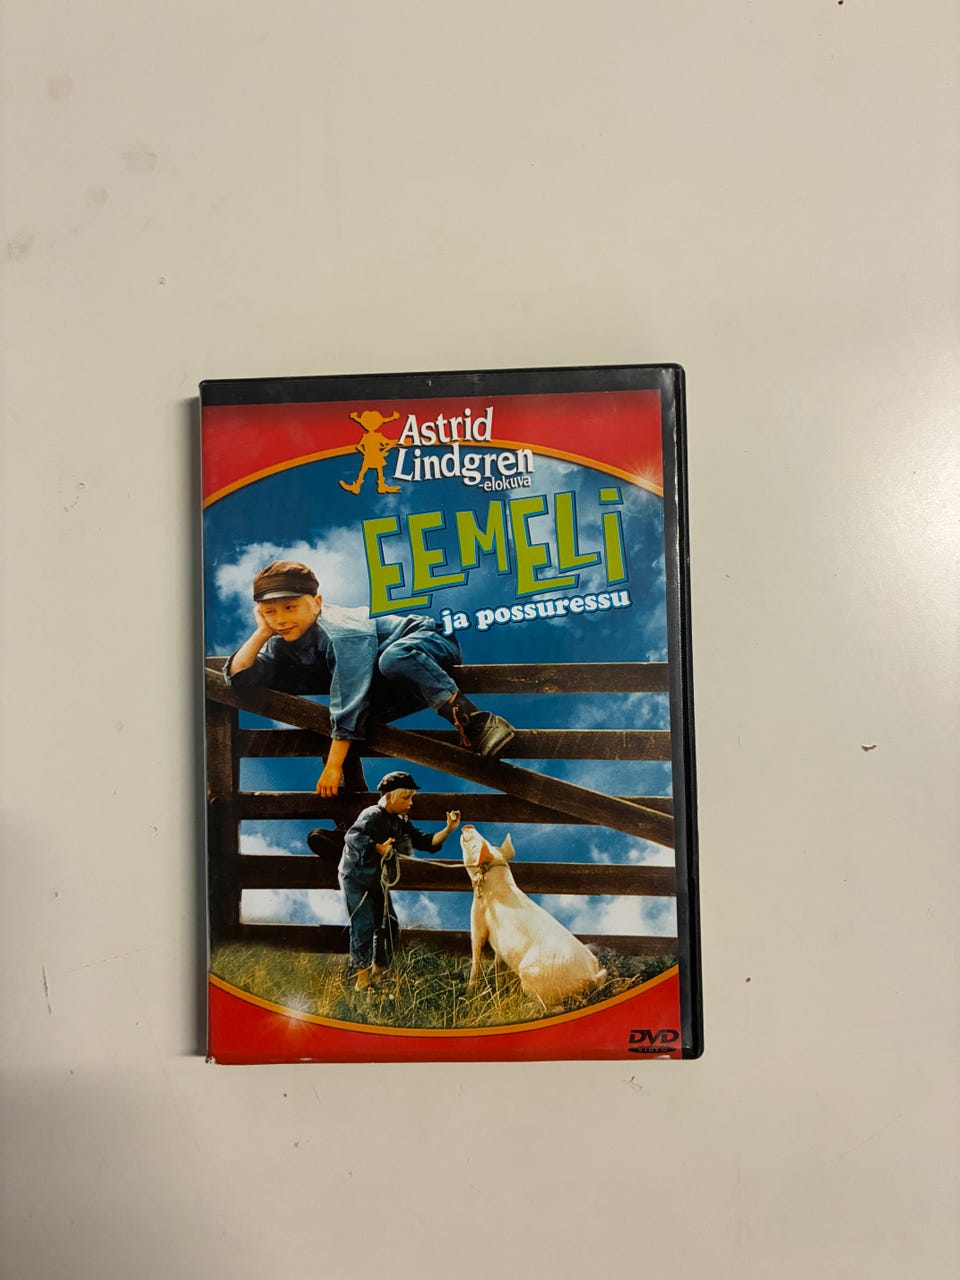 Astrid
Lindgren
-elokuva
EEMELi
ja possuressu
DVD
VIDEO